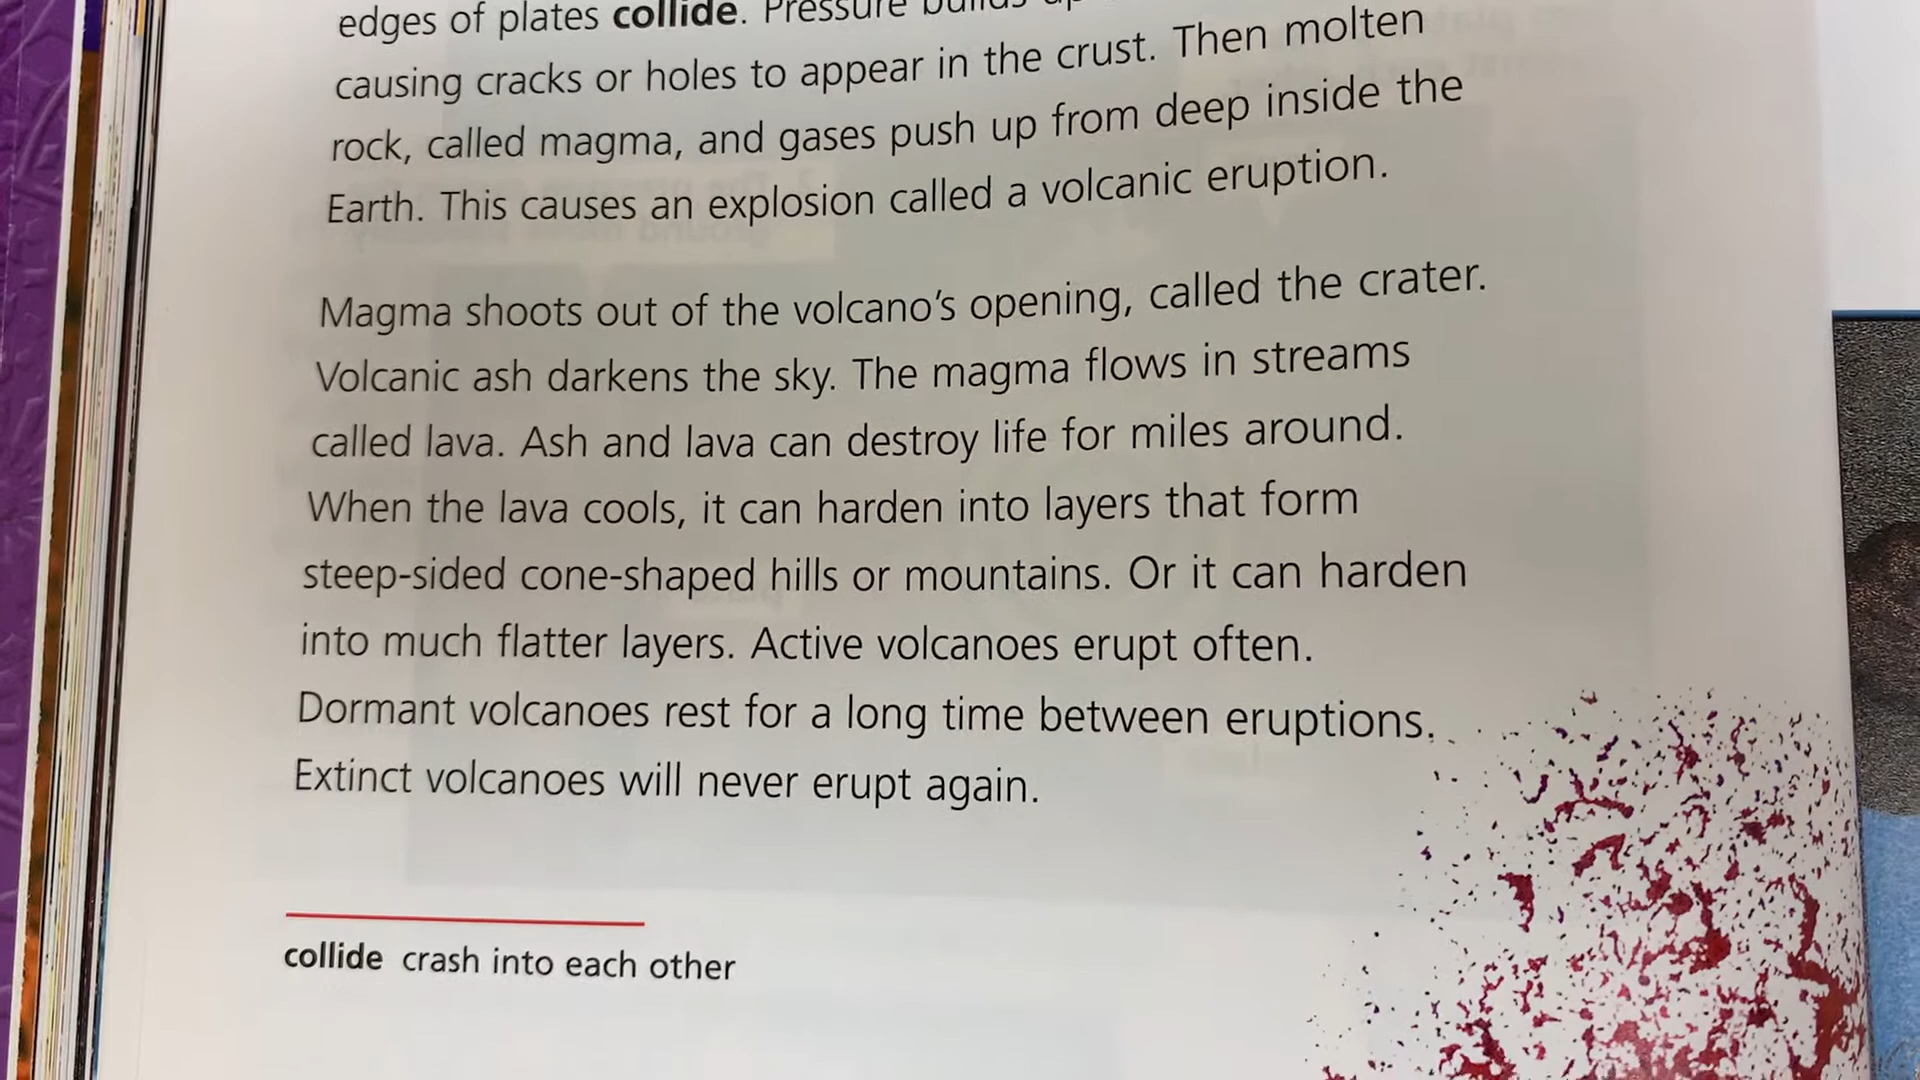 edges of plates collide. Pressure builds up
causing cracks or holes to appear in the crust. Then molten
rock, called magma, and gases push up from deep inside the
Earth. This causes an explosion called a volcanic eruption.
Magma shoots out of the volcano's opening, called the crater.
Volcanic ash darkens the sky. The magma flows in streams
called lava. Ash and lava can destroy life for miles around.
When the lava cools, it can harden into layers that form
steep-sided cone-shaped hills or mountains. Or it can harden
into much flatter layers. Active volcanoes erupt often.
Dormant volcanoes rest for a long time between eruptions.
Extinct volcanoes will never erupt again.
collide crash into each other